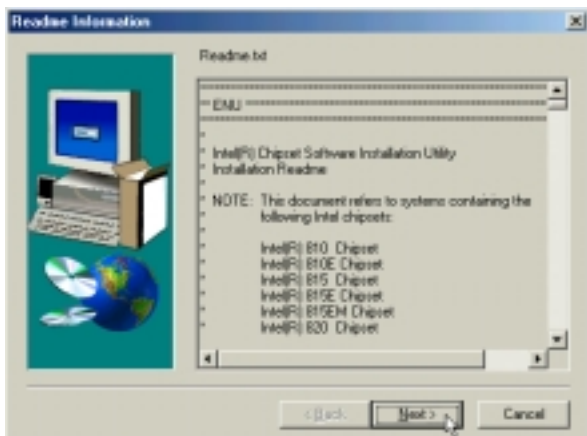 Readme Information
Readme.txt
************************************************************
** ENU *****************************************************
************************************************************
*
* Intel(R) Chipset Software Installation Utility
* Installation Readme
*
* NOTE: This document refers to systems containing the
* following Intel chipsets:
*
* Intel(R) 810 Chipset
* Intel(R) 810E Chipset
* Intel(R) 815 Chipset
* Intel(R) 815E Chipset
* Intel(R) 815EM Chipset
* Intel(R) 820 Chipset
< Back
Next >
Cancel